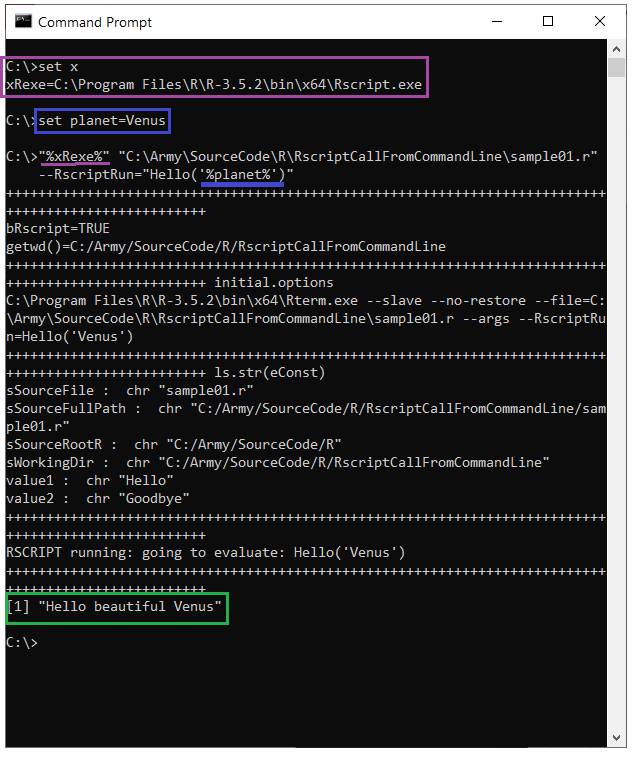 Command Prompt
C:\>set x
xRexe=C:\Program Files\R\R-3.5.2\bin\x64\Rscript.exe
C:\>set planet=Venus
C:\>"%xRexe%" "C:\Army\SourceCode\R\RscriptCallFromCommandLine\sample01.r"
--RscriptRun="Hello('%planet%')"
+++++++++++++++++++++++++++++++++++++++++++++++++++++++++++++++++++++++++++
+++++++++++++++++++++++++
bRscript=TRUE
getwd()=C:/Army/SourceCode/R/RscriptCallFromCommandLine
+++++++++++++++++++++++++++++++++++++++++++++++++++++++++++++++++++++++++++
+++++++++++++++++++++++++ initial.options
C:\Program Files\R\R-3.5.2\bin\x64\Rterm.exe --slave --no-restore --file=C:
\Army\SourceCode\R\RscriptCallFromCommandLine\sample01.r --args --RscriptRu
n=Hello('Venus')
+++++++++++++++++++++++++++++++++++++++++++++++++++++++++++++++++++++++++++
+++++++++++++++++++++++++ ls.str(eConst)
sSourceFile :  chr "sample01.r"
sSourceFullPath :  chr "C:/Army/SourceCode/R/RscriptCallFromCommandLine/sam
ple01.r"
sSourceRootR :  chr "C:/Army/SourceCode/R"
sWorkingDir :  chr "C:/Army/SourceCode/R/RscriptCallFromCommandLine"
value1 :  chr "Hello"
value2 :  chr "Goodbye"
+++++++++++++++++++++++++++++++++++++++++++++++++++++++++++++++++++++++++++
+++++++++++++++++++++++++
RSCRIPT running: going to evaluate: Hello('Venus')
+++++++++++++++++++++++++++++++++++++++++++++++++++++++++++++++++++++++++++
+++++++++++++++++++++++++
[1] "Hello beautiful Venus"
C:\>